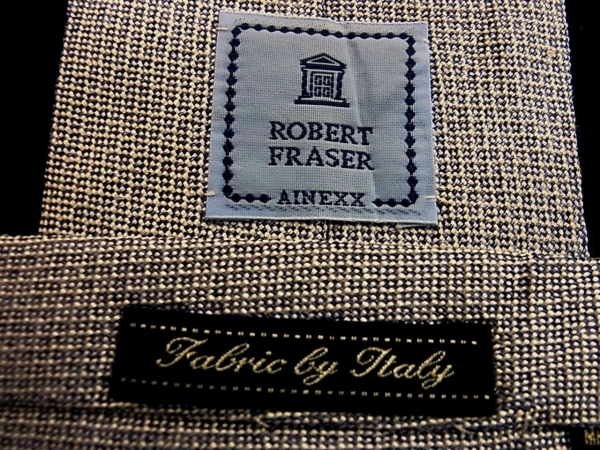 ROBERT
FRASER
AINEXX
Fabric by Italy